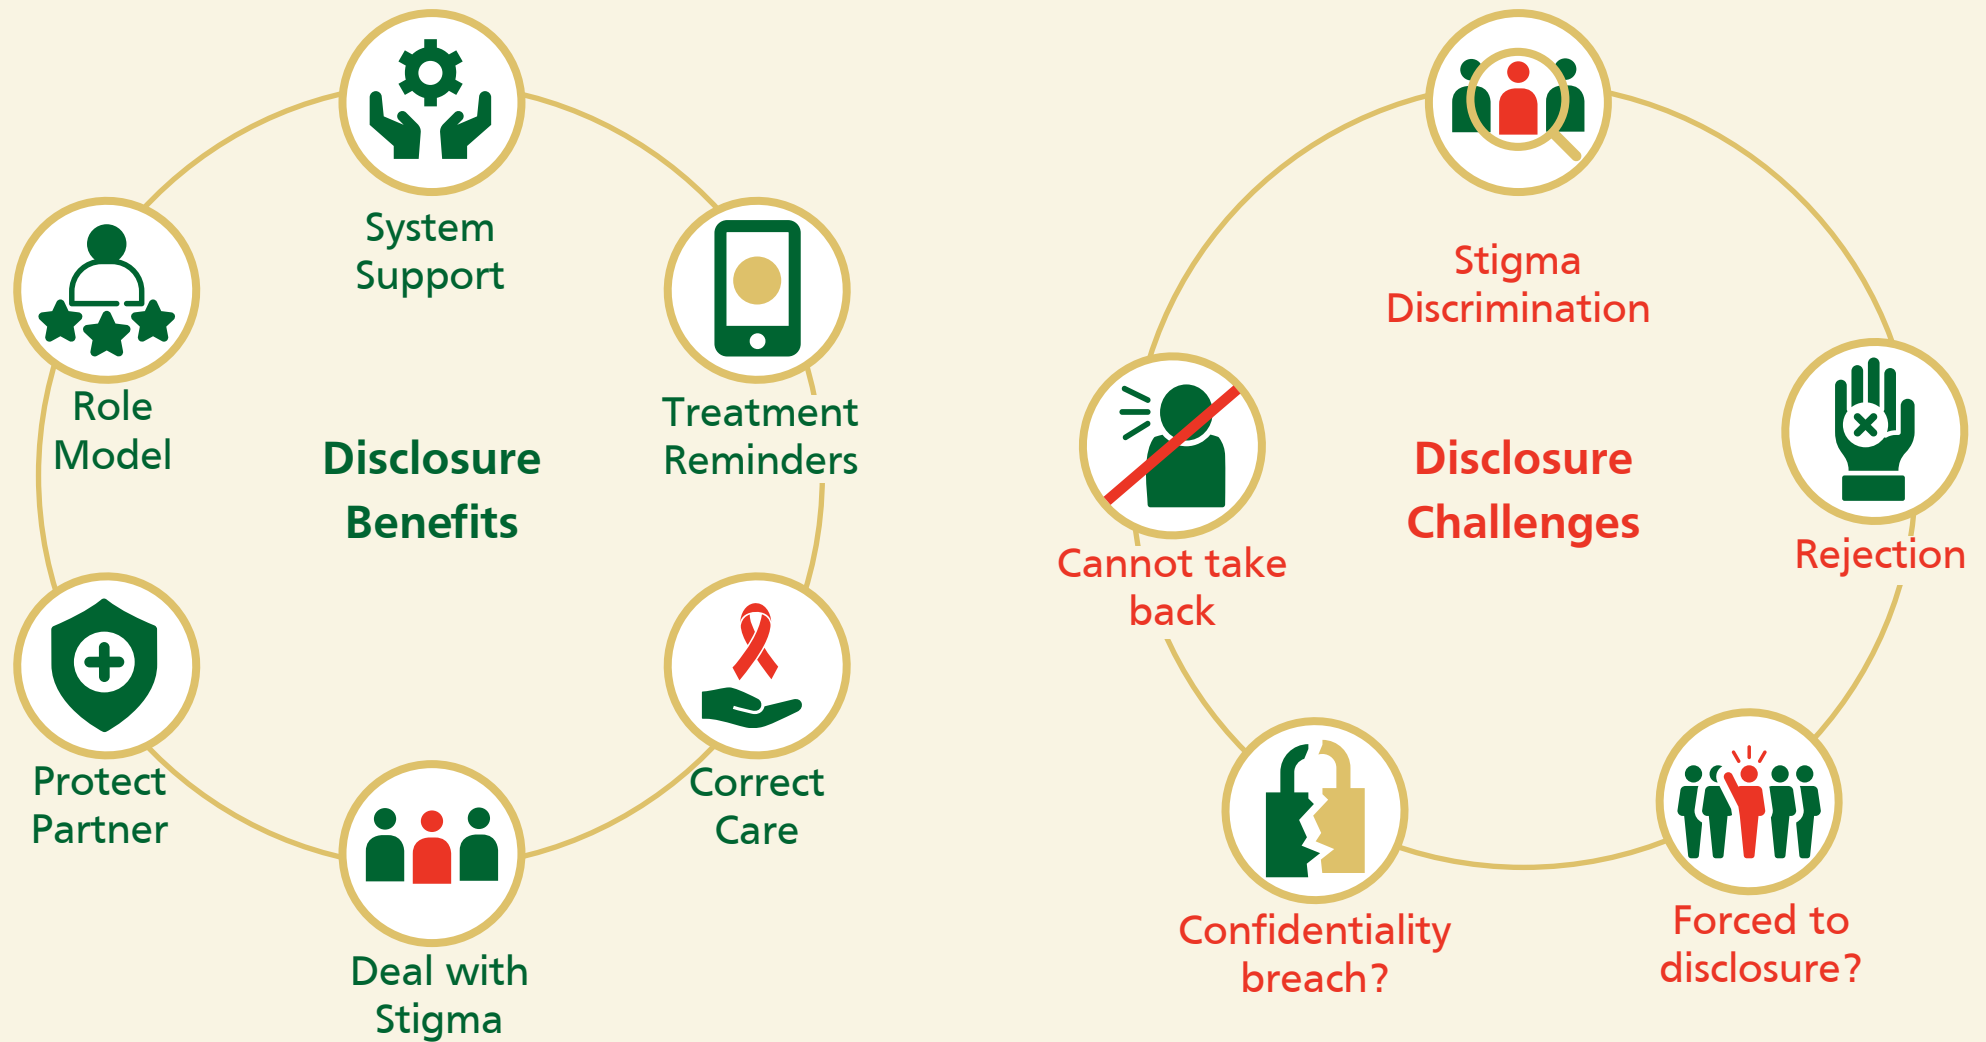 System
Support
Role
Model
Treatment
Reminders
Disclosure
Benefits
Protect
Partner
Correct
Care
Deal with
Stigma
Stigma
Discrimination
Disclosure
Challenges
Cannot take
back
Rejection
Confidentiality
breach?
Forced to
disclosure?